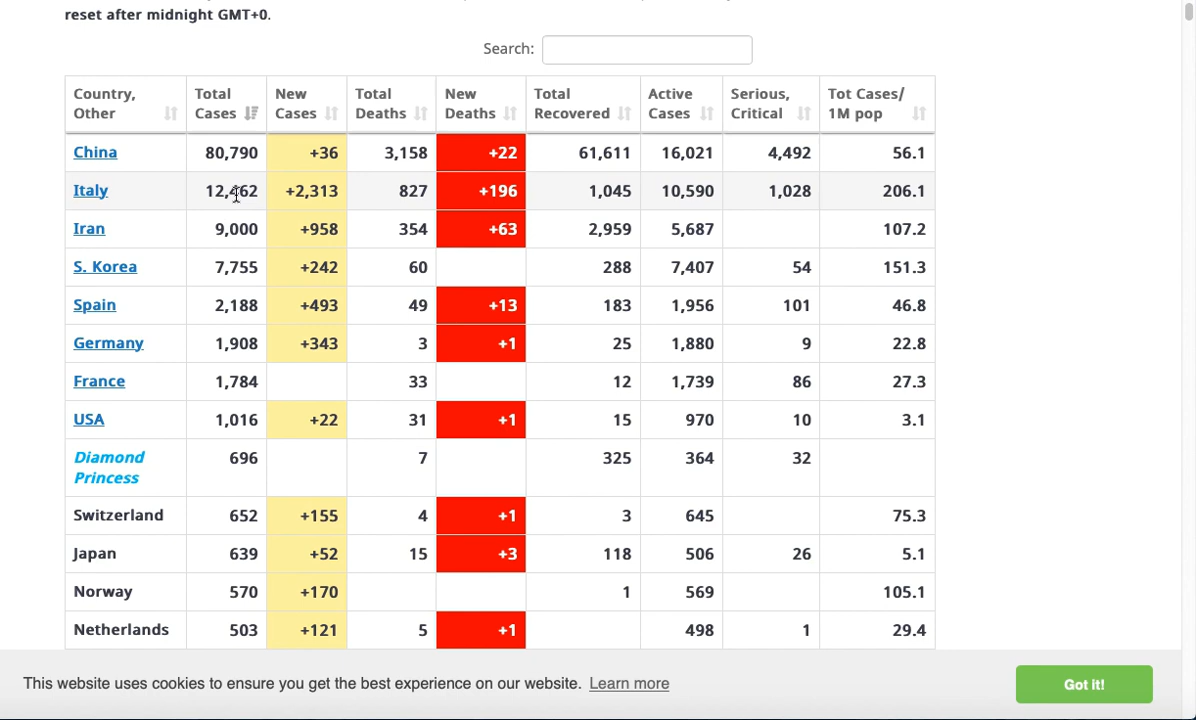 reset after midnight GMT+0.
Search:
Country, Other Total Cases New Cases Total Deaths New Deaths Total Recovered Active Cases Serious, Critical Tot Cases/ 1M pop
China 80,790 +36 3,158 +22 61,611 16,021 4,492 56.1
Italy 12,462 +2,313 827 +196 1,045 10,590 1,028 206.1
Iran 9,000 +958 354 +63 2,959 5,687 107.2
S. Korea 7,755 +242 60 288 7,407 54 151.3
Spain 2,188 +493 49 +13 183 1,956 101 46.8
Germany 1,908 +343 3 +1 25 1,880 9 22.8
France 1,784 33 12 1,739 86 27.3
USA 1,016 +22 31 +1 15 970 10 3.1
Diamond Princess 696 7 325 364 32
Switzerland 652 +155 4 +1 3 645 75.3
Japan 639 +52 15 +3 118 506 26 5.1
Norway 570 +170 1 569 105.1
Netherlands 503 +121 5 +1 498 1 29.4
This website uses cookies to ensure you get the best experience on our website. Learn more Got it!